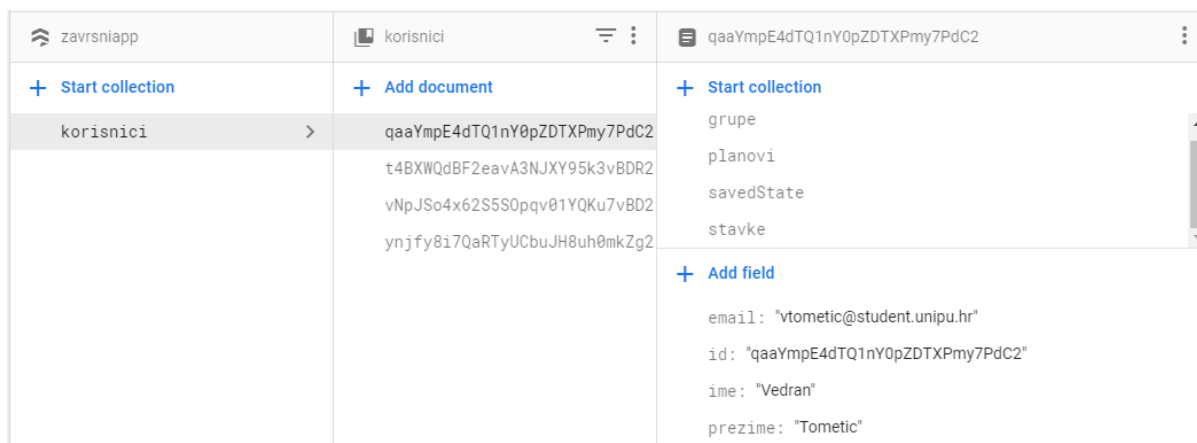 zavrsniapp
korisnici
qaaYmpE4dTQ1nY0pZDTXPmy7PdC2
Start collection
Add document
Start collection
korisnici
qaaYmpE4dTQ1nY0pZDTXPmy7PdC2
t4BXWQdBF2eavA3NJXY95k3vBDR2
vNpJSo4x62S5SOpqv01YQKu7vBD2
ynjfy8i7QaRTyUCbuJH8uh0mkZg2
grupe
planovi
savedState
stavke
Add field
email: "vtometic@student.unipu.hr"
id: "qaaYmpE4dTQ1nY0pZDTXPmy7PdC2"
ime: "Vedran"
prezime: "Tometic"